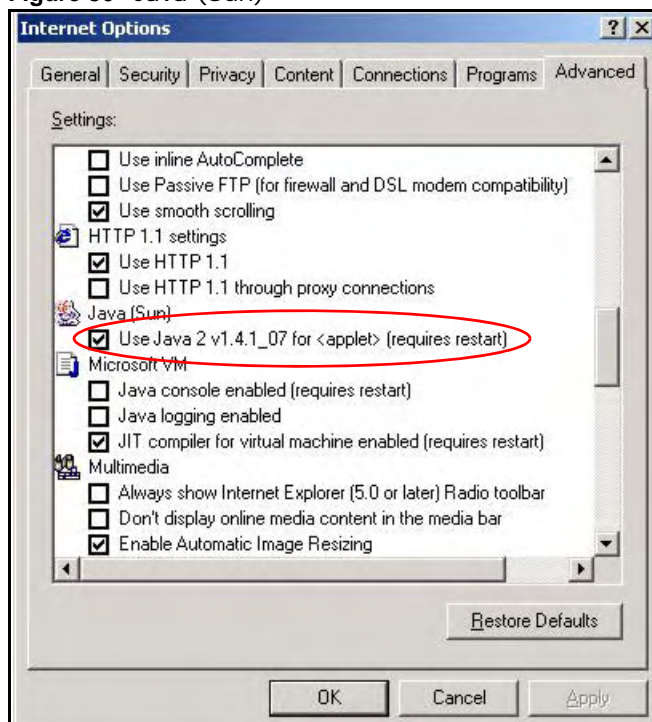 Internet Options
General Security Privacy Content Connections Programs Advanced
Settings:
Use inline AutoComplete
Use Passive FTP (for firewall and DSL modem compatibility)
Use smooth scrolling
HTTP 1.1 settings
Use HTTP 1.1
Use HTTP 1.1 through proxy connections
Java (Sun)
Use Java 2 v1.4.1_07 for <applet> (requires restart)
Microsoft VM
Java console enabled (requires restart)
Java logging enabled
JIT compiler for virtual machine enabled (requires restart)
Multimedia
Always show Internet Explorer (5.0 or later) Radio toolbar
Don't display online media content in the media bar
Enable Automatic Image Resizing
Restore Defaults
OK Cancel Apply